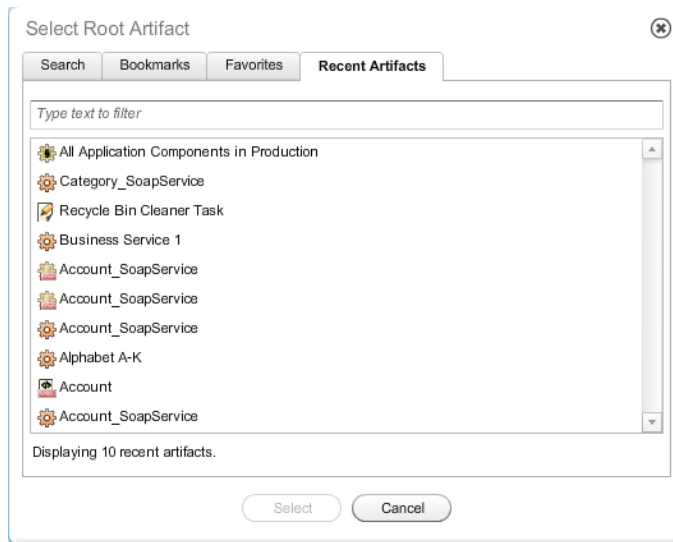 Select Root Artifact
Search Bookmarks Favorites Recent Artifacts
Type text to filter
All Application Components in Production
Category_SoapService
Recycle Bin Cleaner Task
Business Service 1
Account_SoapService
Account_SoapService
Account_SoapService
Alphabet A-K
Account
Account_SoapService
Displaying 10 recent artifacts.
Select Cancel